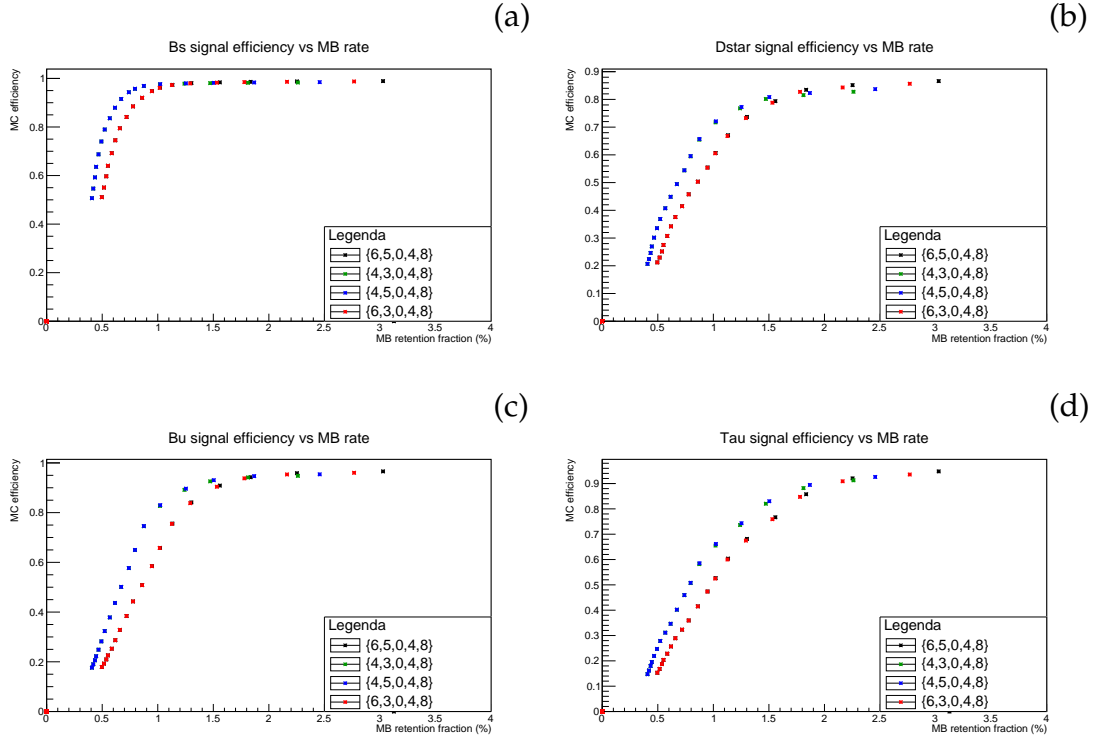 (a)
Bs signal efficiency vs MB rate
MC efficiency
1
0.8
0.6
0.4
0.2
0
0 0.5 1 1.5 2 2.5 3 3.5 4
MB retention fraction (%)
Legenda
{6,5,0,4,8}
{4,3,0,4,8}
{4,5,0,4,8}
{6,3,0,4,8}
(b)
Dstar signal efficiency vs MB rate
MC efficiency
0.9
0.8
0.7
0.6
0.5
0.4
0.3
0.2
0.1
0
0 0.5 1 1.5 2 2.5 3 3.5 4
MB retention fraction (%)
Legenda
{6,5,0,4,8}
{4,3,0,4,8}
{4,5,0,4,8}
{6,3,0,4,8}
(c)
Bu signal efficiency vs MB rate
MC efficiency
1
0.8
0.6
0.4
0.2
0
0 0.5 1 1.5 2 2.5 3 3.5 4
MB retention fraction (%)
Legenda
{6,5,0,4,8}
{4,3,0,4,8}
{4,5,0,4,8}
{6,3,0,4,8}
(d)
Tau signal efficiency vs MB rate
MC efficiency
0.9
0.8
0.7
0.6
0.5
0.4
0.3
0.2
0.1
0
0 0.5 1 1.5 2 2.5 3 3.5 4
MB retention fraction (%)
Legenda
{6,5,0,4,8}
{4,3,0,4,8}
{4,5,0,4,8}
{6,3,0,4,8}